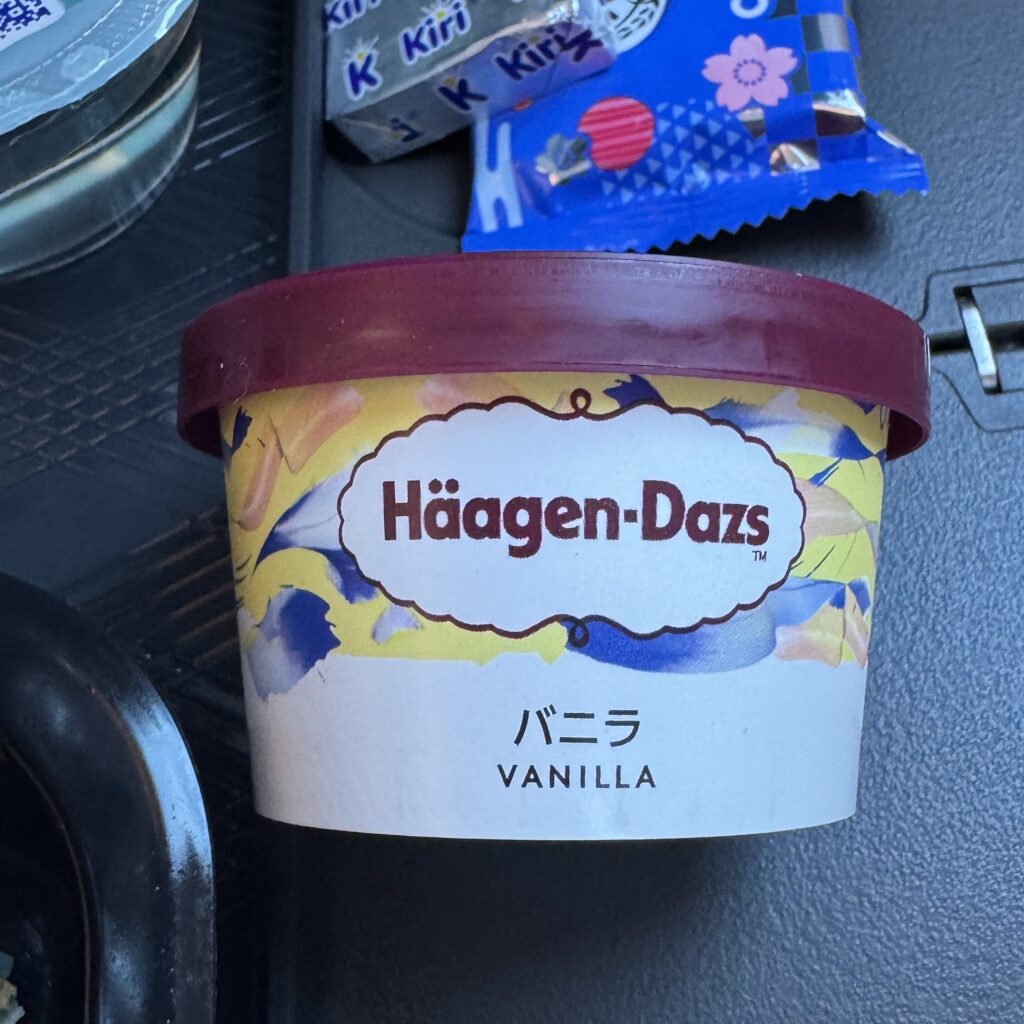 Kiri
Kiri
K
Kiri
K
K
Häagen-Dazs
TM
バニラ
VANILLA